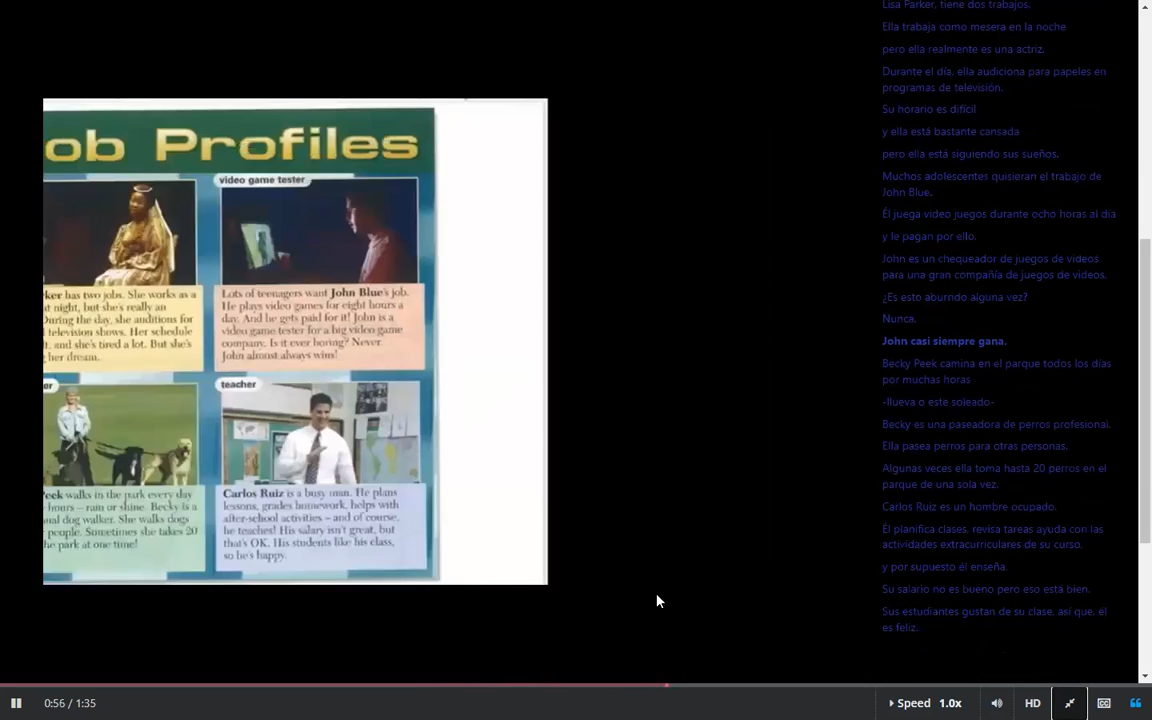 ob Profiles
video game tester
ker has two jobs. She works as a
t night, but she's really an
During the day, she auditions for
television shows. Her schedule
t, and she's tired a lot. But she's
her dream.
Lots of teenagers want John Blue's job.
He plays video games for eight hours a
day. And he gets paid for it! John is a
video game tester for a big video game
company. Is it ever boring? Never
John almost always wins!
ar
teacher
eek walks in the park every day
hours – rain or shine. Becky is a
nal dog walker. She walks dogs
people. Sometimes she takes 20
he park at one time!
Carlos Ruiz is a busy man. He plans
lessons, grades homework, helps with
after-school activities – and of course,
he teaches! His salary isn't great, but
that's OK. His students like his class,
so he's happy.
Lisa Parker, tiene dos trabajos.
Ella trabaja como mesera en la noche
pero ella realmente es una actriz.
Durante el día, ella audiciona para papeles en
programas de televisión.
Su horario es difícil
y ella está bastante cansada
pero ella está siguiendo sus sueños.
Muchos adolescentes quisieran el trabajo de
John Blue.
Él juega video juegos durante ocho horas al día
y le pagan por ello.
John es un chequeador de juegos de videos
para una gran compañía de juegos de videos.
¿Es esto aburrido alguna vez?
Nunca.
John casi siempre gana.
Becky Peek camina en el parque todos los días
por muchas horas
-llueva o este soleado-
Becky es una paseadora de perros profesional.
Ella pasea perros para otras personas.
Algunas veces ella toma hasta 20 perros en el
parque de una sola vez.
Carlos Ruiz es un hombre ocupado.
Él planifica clases, revisa tareas ayuda con las
actividades extracurriculares de su curso.
y por supuesto él enseña.
Su salario no es bueno pero eso está bien.
Sus estudiantes gustan de su clase, así que, él
es feliz.
0:56 / 1:35
Speed 1.0x
HD